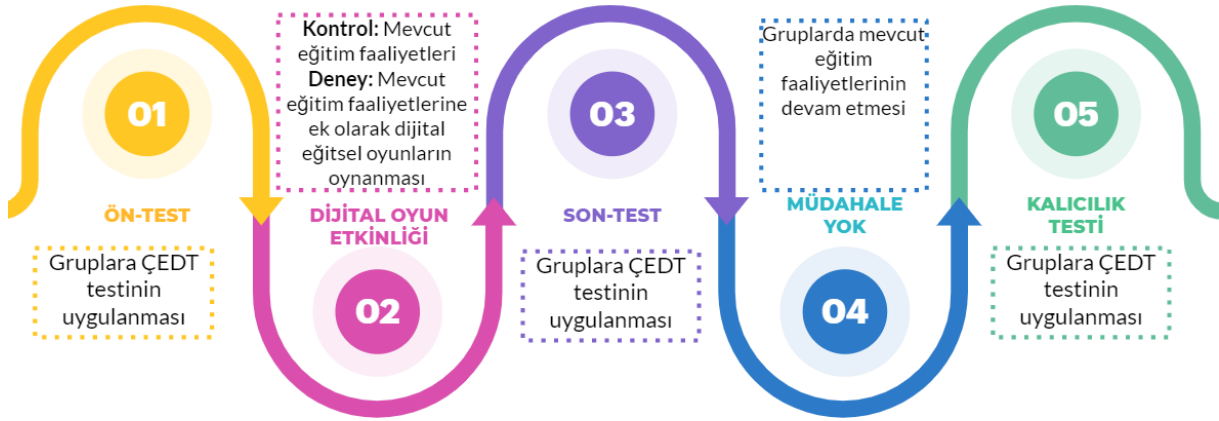 01
ÖN-TEST
Gruplara ÇEDT
testinin
uygulanması
Kontrol: Mevcut
eğitim faaliyetleri
Deney: Mevcut
eğitim faaliyetlerine
ek olarak dijital
eğitsel oyunların
oynanması
DİJİTAL OYUN
ETKİNLİĞİ
02
03
SON-TEST
Gruplara ÇEDT
testinin
uygulanması
Gruplarda mevcut
eğitim
faaliyetlerinin
devam etmesi
MÜDAHALE
YOK
04
05
KALICILIK
TESTİ
Gruplara ÇEDT
testinin
uygulanması